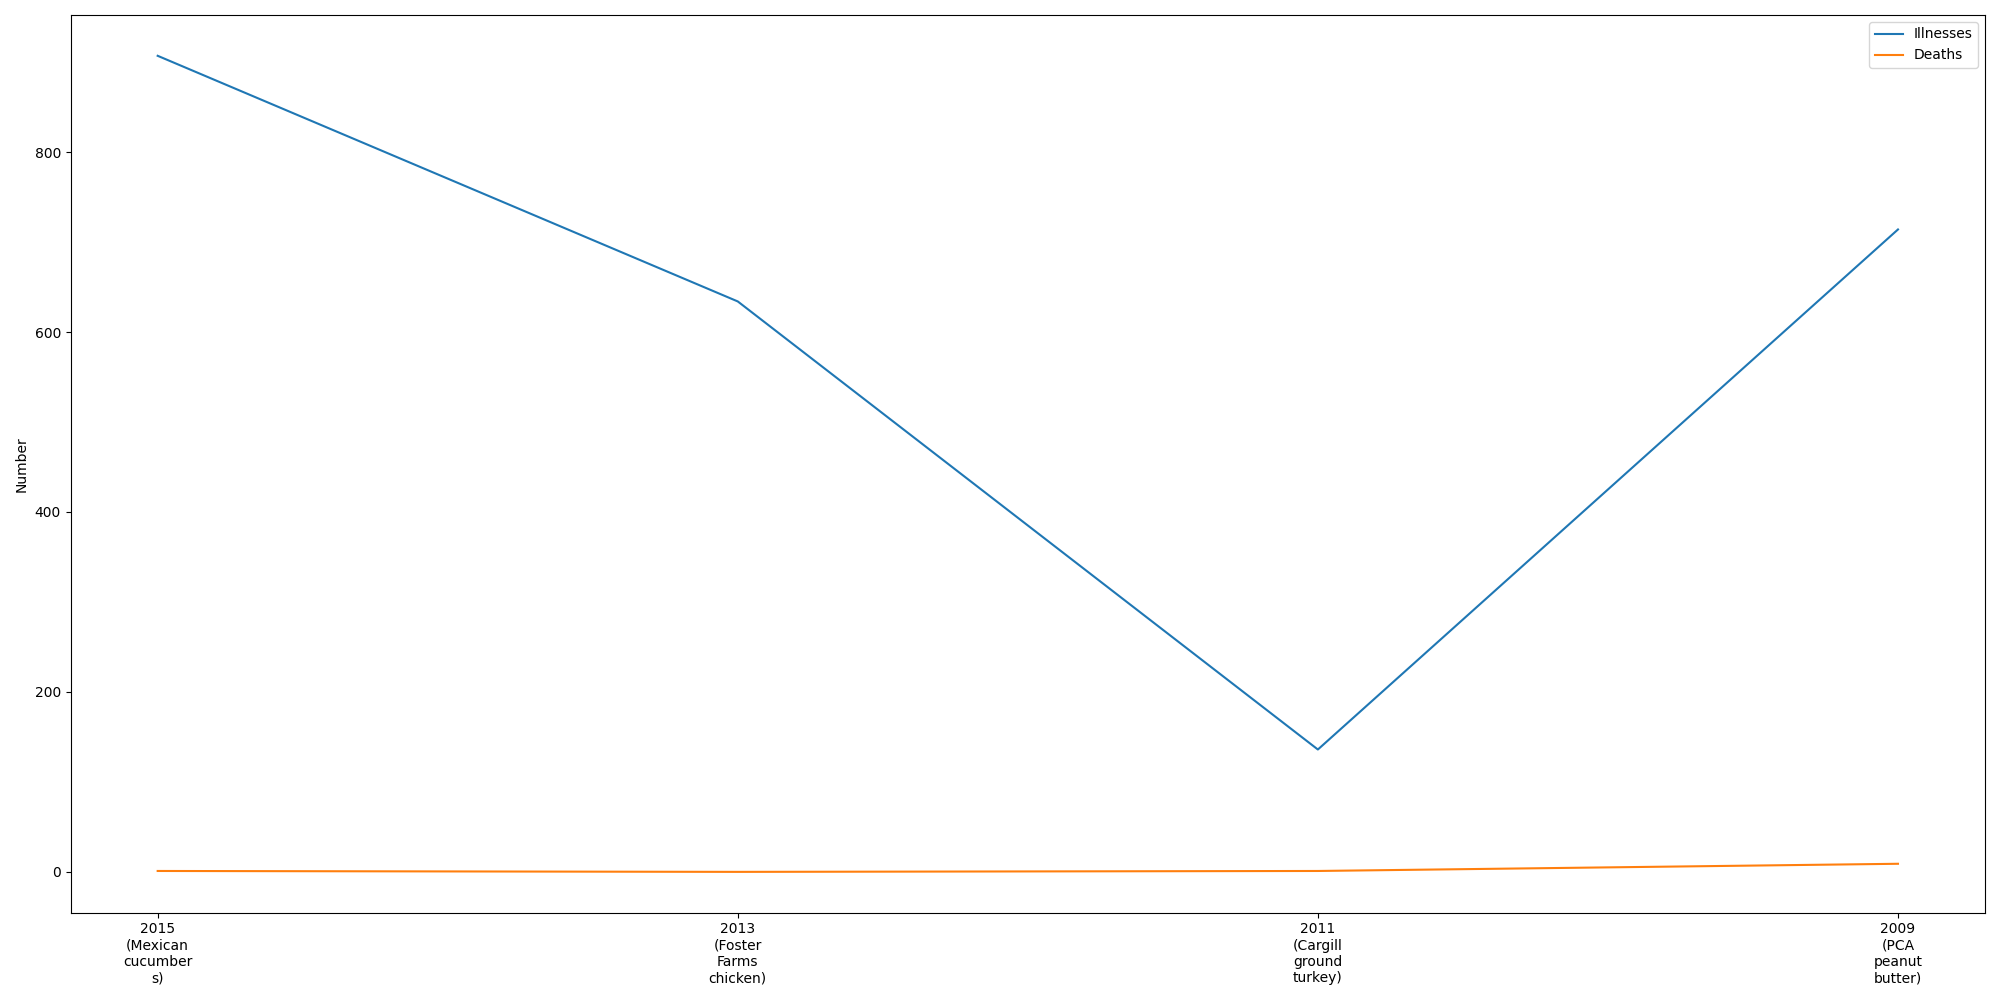 Illnesses
Deaths
800
600
400
200
0
Number
2015
(Mexican
cucumber
s)
2013
(Foster
Farms
chicken)
2011
(Cargill
ground
turkey)
2009
(PCA
peanut
butter)